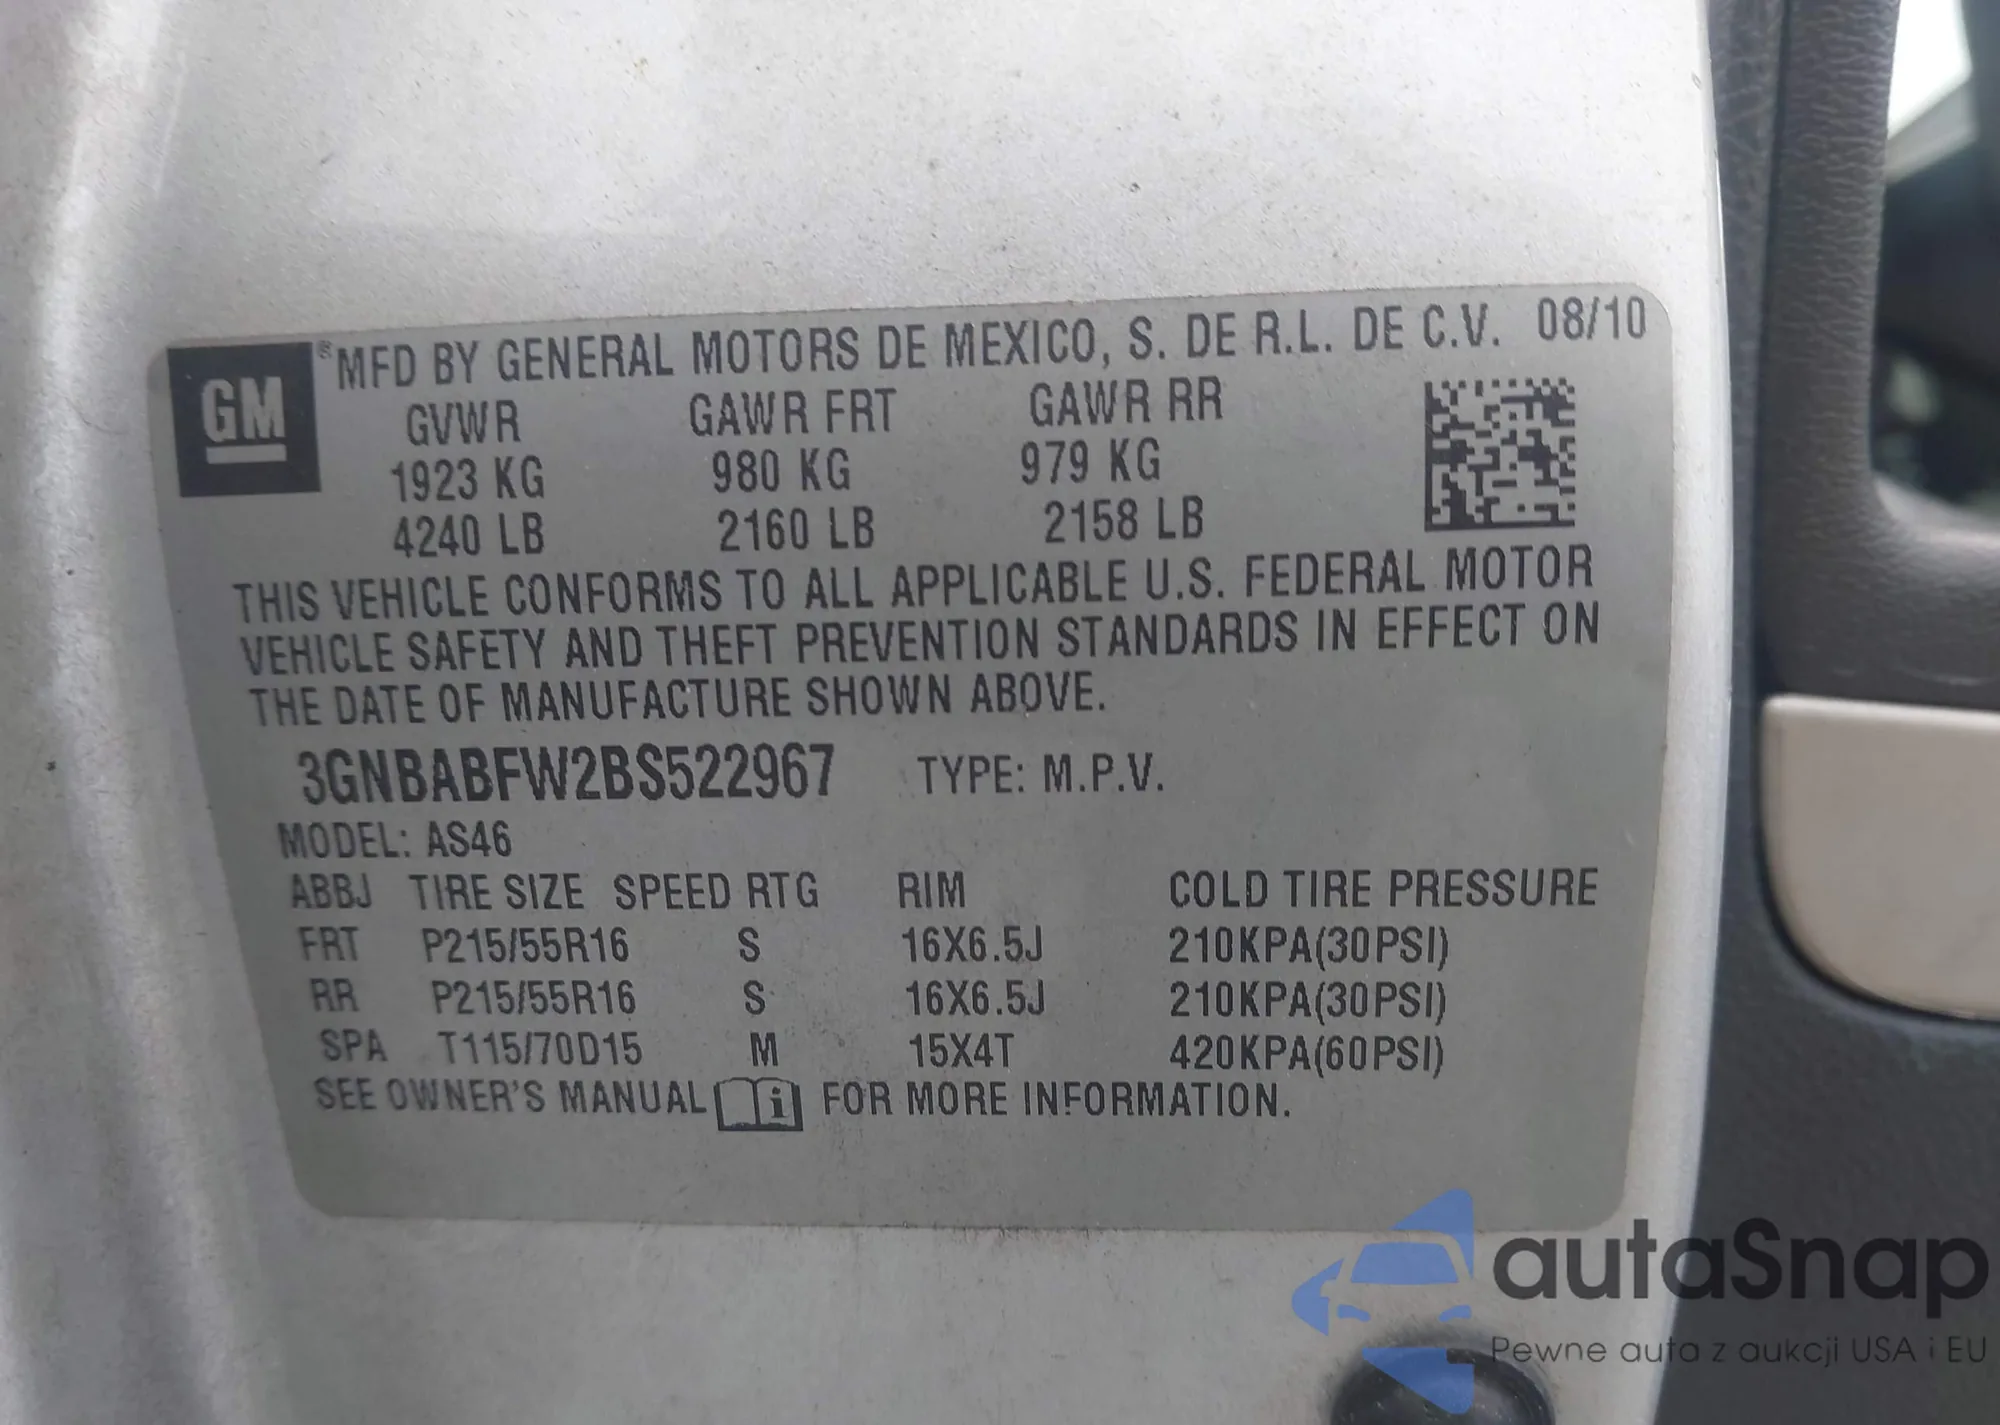 GM ® MFD BY GENERAL MOTORS DE MEXICO, S. DE R.L. DE C.V. 08/10
GVWR GAWR FRT GAWR RR
1923 KG 980 KG 979 KG
4240 LB 2160 LB 2158 LB
THIS VEHICLE CONFORMS TO ALL APPLICABLE U.S. FEDERAL MOTOR
VEHICLE SAFETY AND THEFT PREVENTION STANDARDS IN EFFECT ON
THE DATE OF MANUFACTURE SHOWN ABOVE.
3GNBABFW2BS522967 TYPE: M.P.V.
MODEL: AS46
ABBJ TIRE SIZE SPEED RTG RIM COLD TIRE PRESSURE
FRT P215/55R16 S 16X6.5J 210KPA(30PSI)
RR P215/55R16 S 16X6.5J 210KPA(30PSI)
SPA T115/70D15 M 15X4T 420KPA(60PSI)
SEE OWNER'S MANUAL i FOR MORE INFORMATION.
autaSnap
Pewne auta z aukcji USA i EU